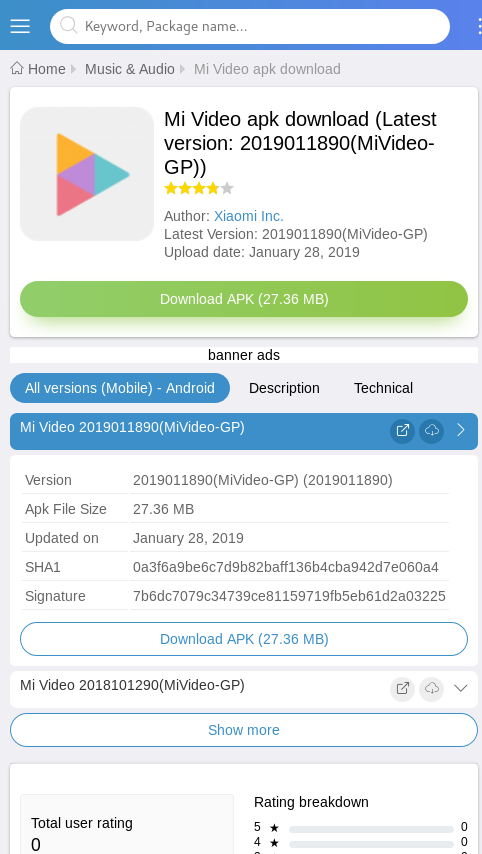 Keyword, Package name...
Home Music & Audio Mi Video apk download
Mi Video apk download (Latest
version: 2019011890(MiVideo-
GP))
Author: Xiaomi Inc.
Latest Version: 2019011890(MiVideo-GP)
Upload date: January 28, 2019
Download APK (27.36 MB)
banner ads
All versions (Mobile) - Android Description Technical
Mi Video 2019011890(MiVideo-GP)
Version 2019011890(MiVideo-GP) (2019011890)
Apk File Size 27.36 MB
Updated on January 28, 2019
SHA1 0a3f6a9be6c7d9b82baff136b4cba942d7e060a4
Signature 7b6dc7079c34739ce81159719fb5eb61d2a03225
Download APK (27.36 MB)
Mi Video 2018101290(MiVideo-GP)
Show more
Rating breakdown
Total user rating
0
5 ★ 0
4 ★ 0